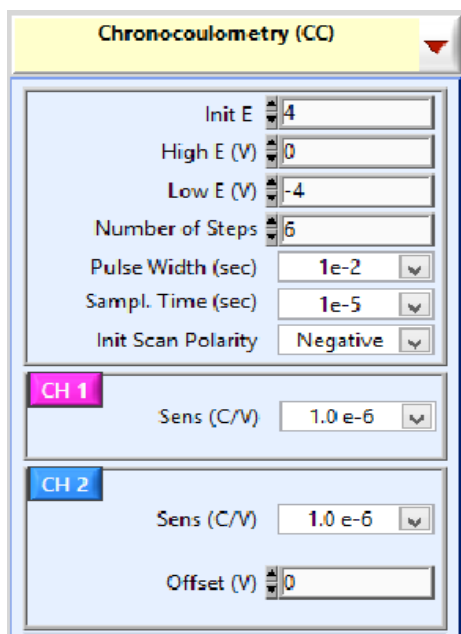 Chronocoulometry (CC)
Init E 4
High E (V) 0
Low E (V) -4
Number of Steps 6
Pulse Width (sec) 1e-2
Sampl. Time (sec) 1e-5
Init Scan Polarity Negative
CH 1
Sens (C/V) 1.0 e-6
CH 2
Sens (C/V) 1.0 e-6
Offset (V) 0